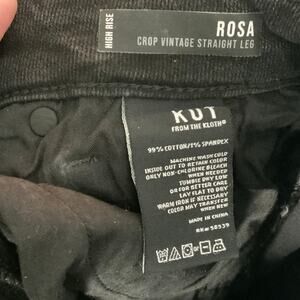 HIGH RISE
ROSA
CROP VINTAGE STRAIGHT LEG
KUT
FROM THE KLOTH®
99% COTTON/1% SPANDEX
MACHINE WASH COLD
INSIDE OUT TO RETAIN COLOR
ONLY NON-CHLORINE BLEACH
WHEN NEEDED
TUMBLE DRY LOW
OR FOR BETTER CARE
LAY FLAT TO DRY
WARM IRON IF NECESSARY
COLOR MAY TRANSFER
WHEN NEW
MADE IN CHINA
RN# 58539